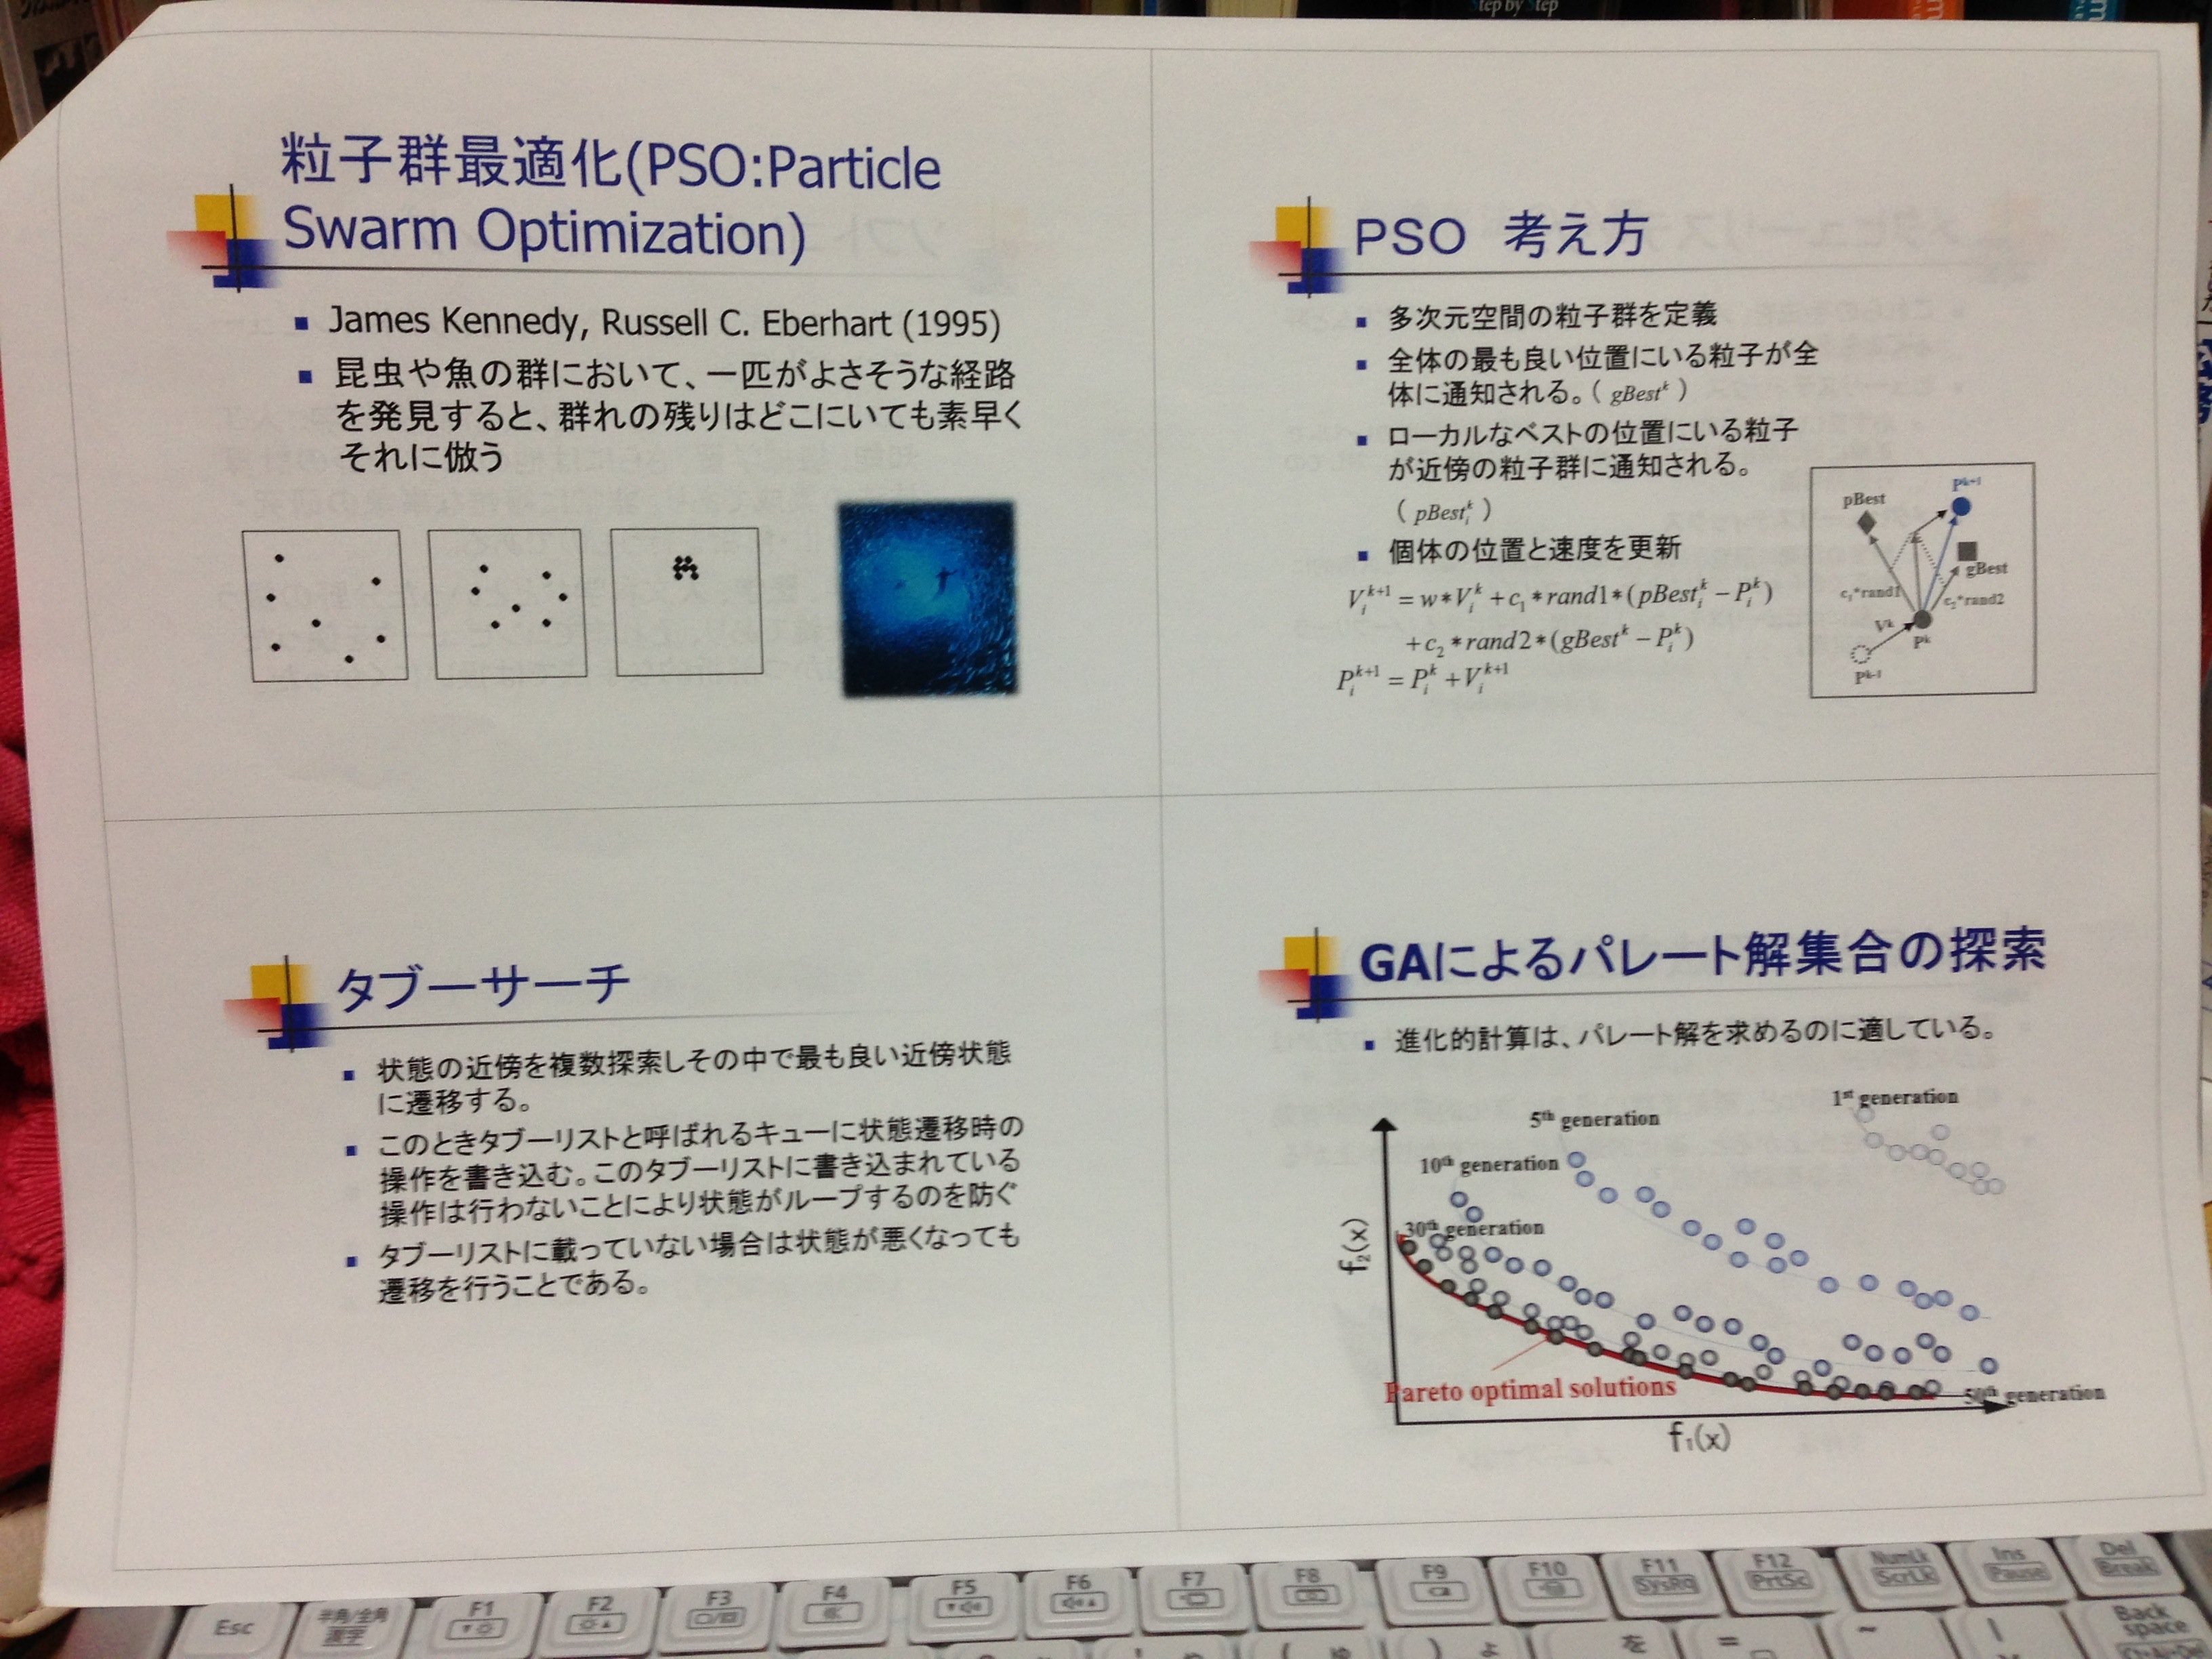 Step by Step
粒子群最適化(PSO:Particle
Swarm Optimization)
James Kennedy, Russell C. Eberhart (1995)
昆虫や魚の群において、一匹がよさそうな経路
を発見すると、群れの残りはどこにいても素早く
それに倣う
PSO 考え方
多次元空間の粒子群を定義
全体の最も良い位置にいる粒子が全
体に通知される。( gBest^k )
ローカルなベストの位置にいる粒子
が近傍の粒子群に通知される。
( pBest_i^k )
個体の位置と速度を更新
V_i^{k+1} = w*V_i^k + c_1*rand1*(pBest_i^k − P_i^k)
+c_2*rand2*(gBest^k − P_i^k)
P_i^{k+1} = P_i^k + V_i^{k+1}
pBest
P^{k+1}
gBest
c_1*rand1
c_2*rand2
V^k
P^k
P^{k-1}
タブーサーチ
状態の近傍を複数探索しその中で最も良い近傍状態
に遷移する。
このときタブーリストと呼ばれるキューに状態遷移時の
操作を書き込む。このタブーリストに書き込まれている
操作は行わないことにより状態がループするのを防ぐ
タブーリストに載っていない場合は状態が悪くなっても
遷移を行うことである。
GAによるパレート解集合の探索
進化的計算は、パレート解を求めるのに適している。
1st generation
5th generation
10th generation
30th generation
f_2(x)
Pareto optimal solutions
50th generation
f_1(x)
Esc
半角/全角
漢字
F1
F2
F3
F4
F5
F6
F7
F8
F9
F10
F11
SysRq
F12
PrtSc
NumLk
ScrLk
Ins
Pause
Del
Break
Back
space
を
=
~